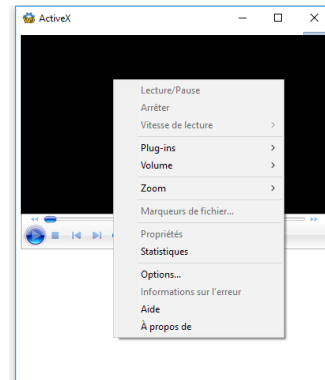 ActiveX
Lecture/Pause
Arrêter
Vitesse de lecture
Plug-ins
Volume
Zoom
Marqueurs de fichier...
Propriétés
Statistiques
Options...
Informations sur l'erreur
Aide
À propos de